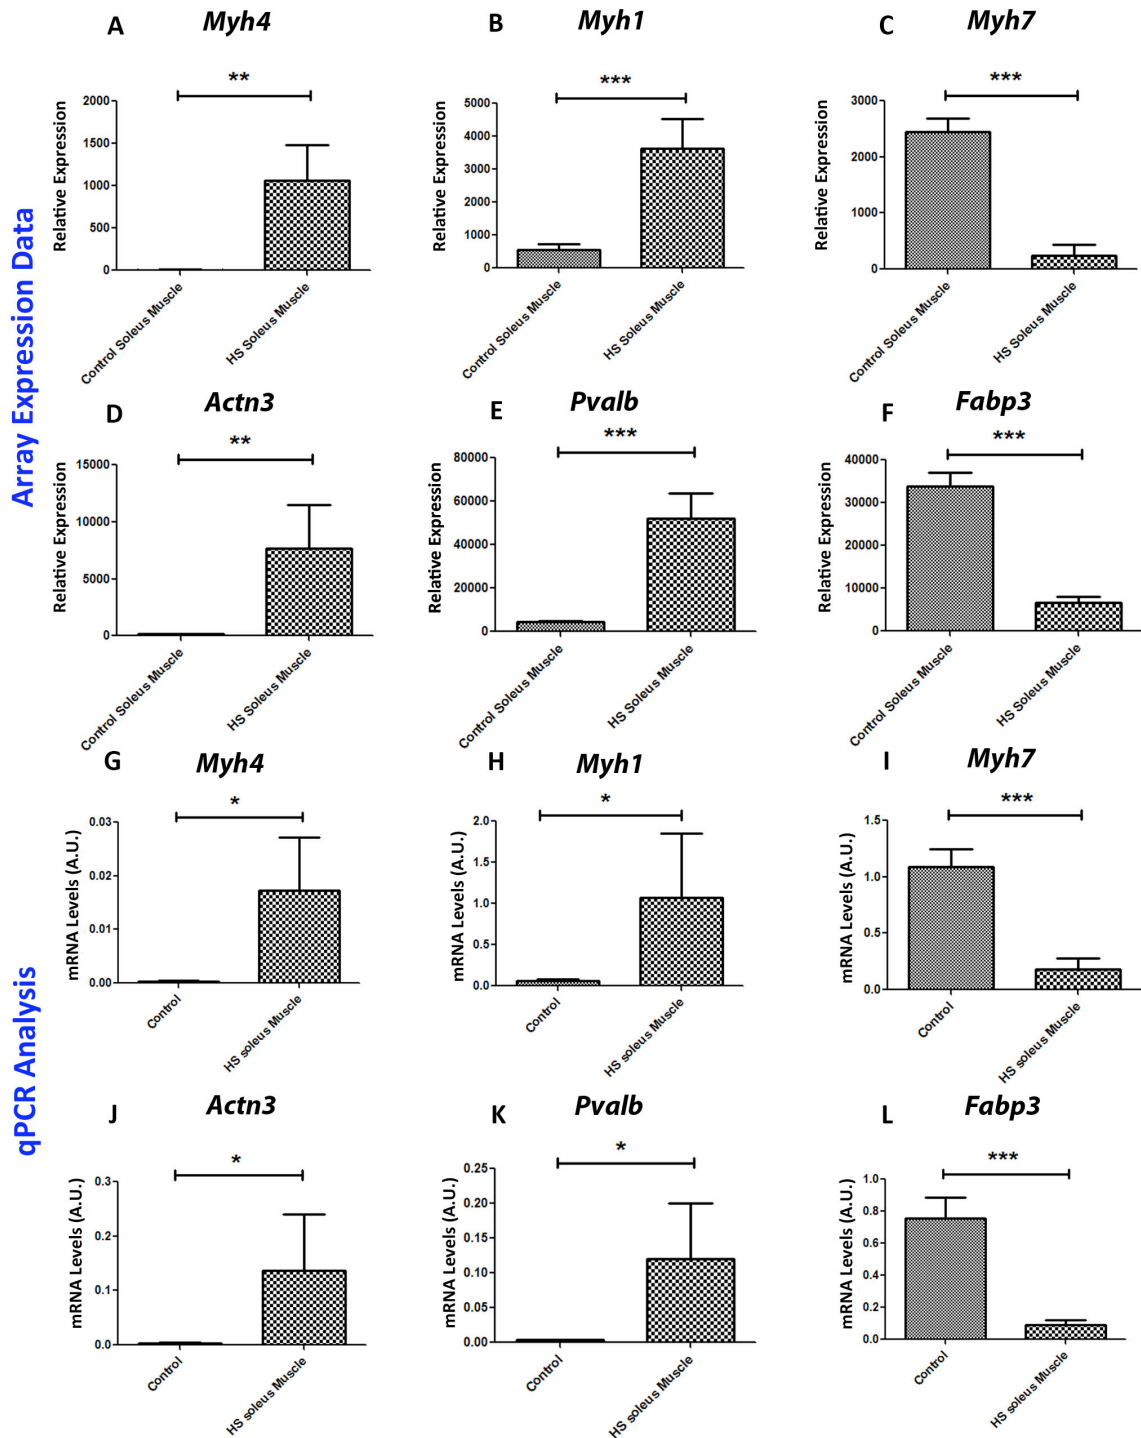 Array Expression Data
A
Myh4
**
Relative Expression
2000
1500
1000
500
0
Control Soleus Muscle
HS Soleus Muscle
B
Myh1
***
Relative Expression
5000
4000
3000
2000
1000
0
Control Soleus Muscle
HS Soleus Muscle
C
Myh7
***
Relative Expression
3000
2000
1000
0
Control Soleus Muscle
HS Soleus Muscle
D
Actn3
**
Relative Expression
15000
10000
5000
0
Control Soleus Muscle
HS Soleus Muscle
E
Pvalb
***
Relative Expression
80000
60000
40000
20000
0
Control Soleus Muscle
HS Soleus Muscle
F
Fabp3
***
Relative Expression
40000
30000
20000
10000
0
Control Soleus Muscle
HS Soleus Muscle
qPCR Analysis
G
Myh4
*
mRNA Levels (A.U.)
0.03
0.02
0.01
0.00
Control
HS soleus Muscle
H
Myh1
*
mRNA Levels (A.U.)
2.0
1.5
1.0
0.5
0.0
Control
HS soleus Muscle
I
Myh7
***
mRNA Levels (A.U.)
1.5
1.0
0.5
0.0
Control
HS soleus Muscle
J
Actn3
*
mRNA Levels (A.U.)
0.3
0.2
0.1
0.0
Control
HS soleus Muscle
K
Pvalb
*
mRNA Levels (A.U.)
0.25
0.20
0.15
0.10
0.05
0.00
Control
HS soleus Muscle
L
Fabp3
***
mRNA Levels (A.U.)
1.0
0.8
0.6
0.4
0.2
0.0
Control
HS soleus Muscle